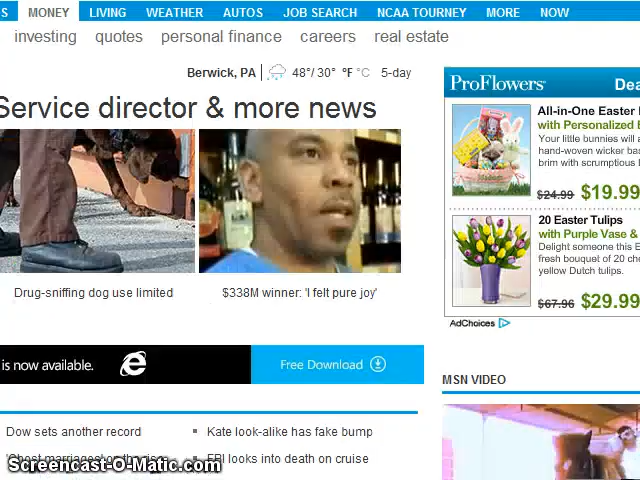 S MONEY LIVING WEATHER AUTOS JOB SEARCH NCAA TOURNEY MORE NOW
investing quotes personal finance careers real estate
Berwick, PA 48°/ 30° °F °C 5-day
Service director & more news
Drug-sniffing dog use limited
$338M winner: 'I felt pure joy'
ProFlowers Dea
All-in-One Easter
with Personalized
Your little bunnies will
hand-woven wicker bas
brim with scrumptious
$24.99 $19.99
20 Easter Tulips
with Purple Vase &
Delight someone this E
fresh bouquet of 20 che
yellow Dutch tulips.
$67.96 $29.99
AdChoices
is now available.
Free Download
MSN VIDEO
Dow sets another record
Kate look-alike has fake bump
'Ghost marriages'
FBI looks into death on cruise
Screencast-O-Matic.com